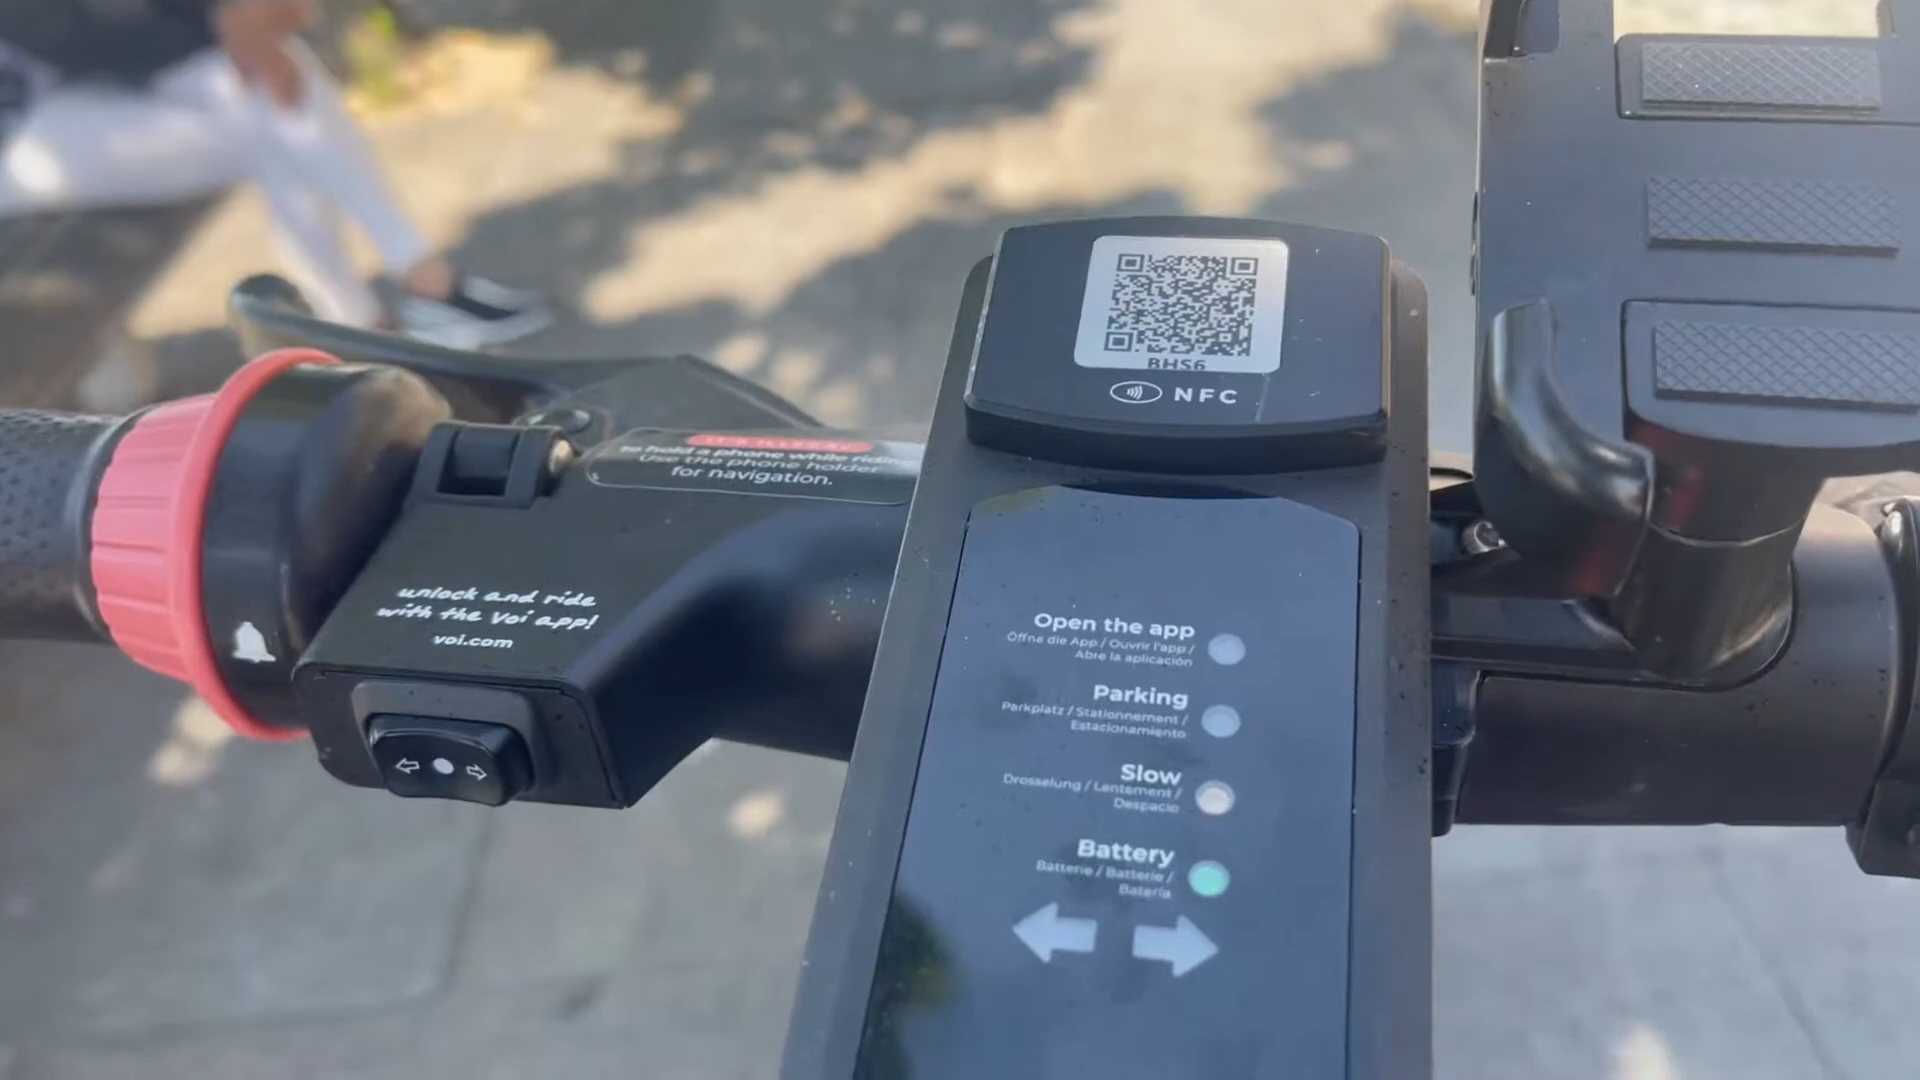 BHS6
NFC
IT'S ILLEGAL
to hold a phone while riding
Use the phone holder
for navigation.
unlock and ride
with the Voi app!
voi.com
Open the app
Öffne die App / Ouvrir l'app /
Abre la aplicación
Parking
Parkplatz / Stationnement /
Estacionamiento
Slow
Drosselung / Lentement /
Despacio
Battery
Batterie / Batterie /
Batería